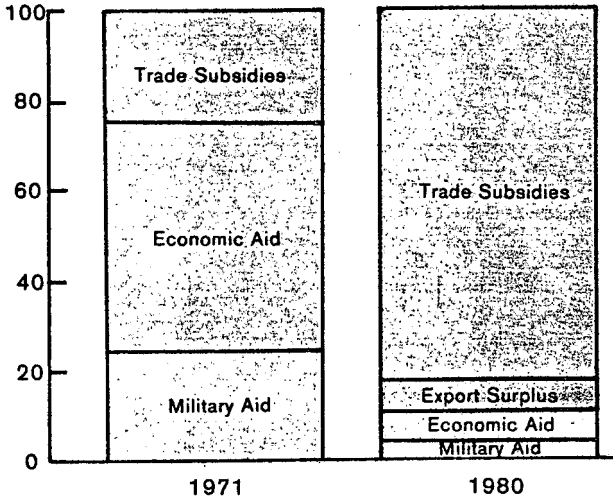 100
80
60
40
20
0
Trade Subsidies
Economic Aid
Military Aid
1971
Trade Subsidies
Export Surplus
Economic Aid
Military Aid
1980